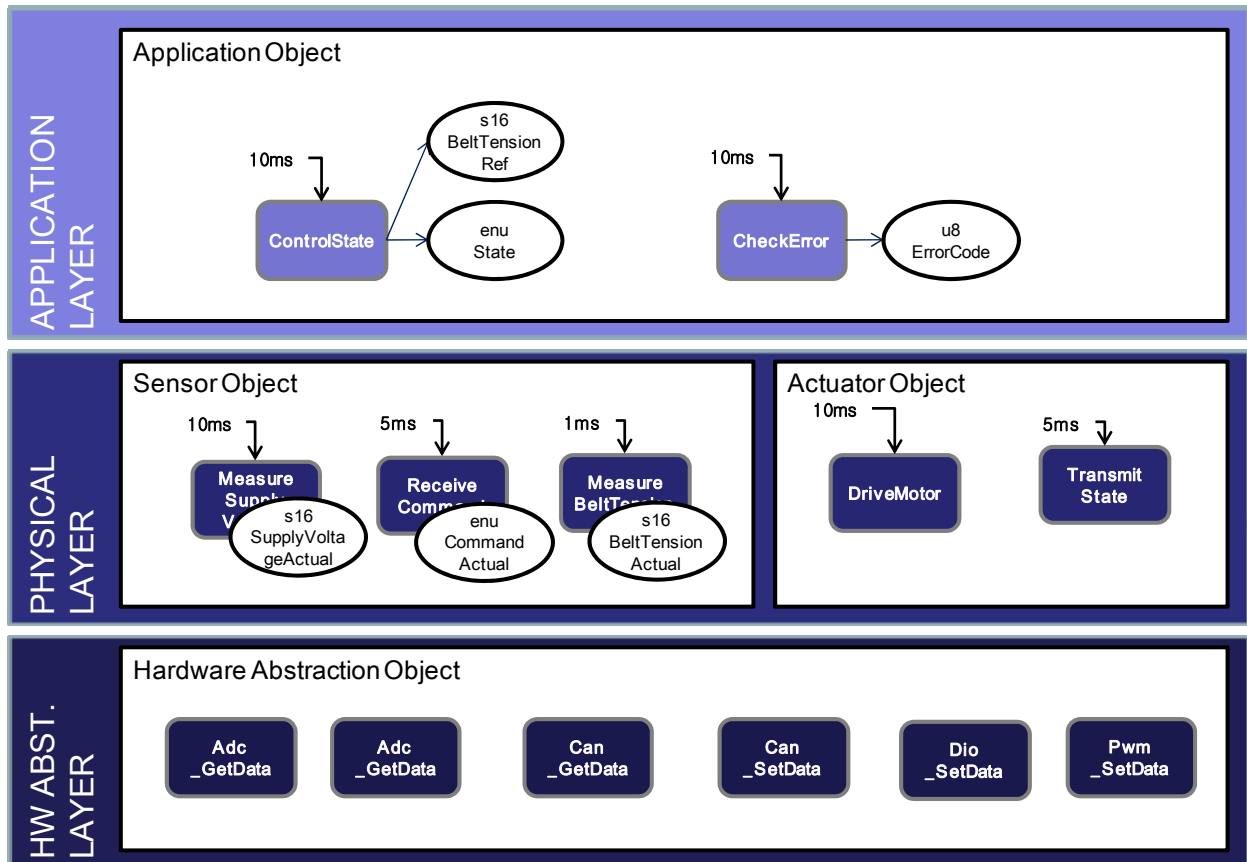 APPLICATION
LAYER
Application Object
10ms
ControlState
s16
BeltTension
Ref
enu
State
10ms
CheckError
u8
ErrorCode
PHYSICAL
LAYER
Sensor Object
10ms
Measure
Supply
s16
SupplyVolta
geActual
5ms
Receive
enu
Command
Actual
1ms
Measure
BeltTension
s16
BeltTension
Actual
Actuator Object
10ms
DriveMotor
5ms
Transmit
State
HW ABST.
LAYER
Hardware Abstraction Object
Adc
_GetData
Adc
_GetData
Can
_GetData
Can
_SetData
Dio
_SetData
Pwm
_SetData